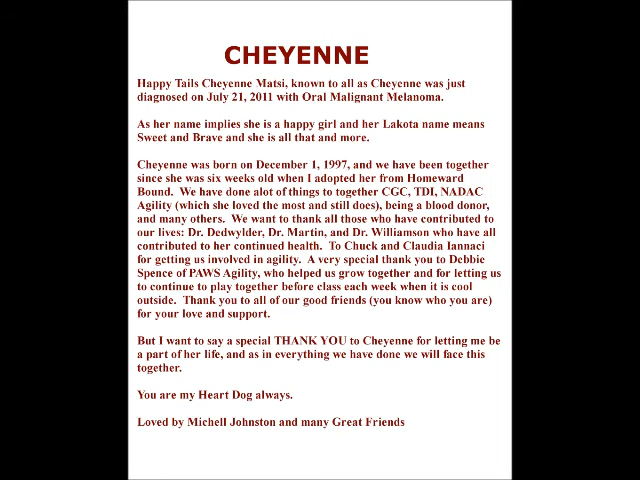 CHEYENNE
Happy Tails Cheyenne Matsi, known to all as Cheyenne was just
diagnosed on July 21, 2011 with Oral Malignant Melanoma.
As her name implies she is a happy girl and her Lakota name means
Sweet and Brave and she is all that and more.
Cheyenne was born on December 1, 1997, and we have been together
since she was six weeks old when I adopted her from Homeward
Bound. We have done alot of things to together CGC, TDI, NADAC
Agility (which she loved the most and still does), being a blood donor,
and many others. We want to thank all those who have contributed to
our lives: Dr. Dedwylder, Dr. Martin, and Dr. Williamson who have all
contributed to her continued health. To Chuck and Claudia Iannaci
for getting us involved in agility. A very special thank you to Debbie
Spence of PAWS Agility, who helped us grow together and for letting us
to continue to play together before class each week when it is cool
outside. Thank you to all of our good friends (you know who you are)
for your love and support.
But I want to say a special THANK YOU to Cheyenne for letting me be
a part of her life, and as in everything we have done we will face this
together.
You are my Heart Dog always.
Loved by Michell Johnston and many Great Friends